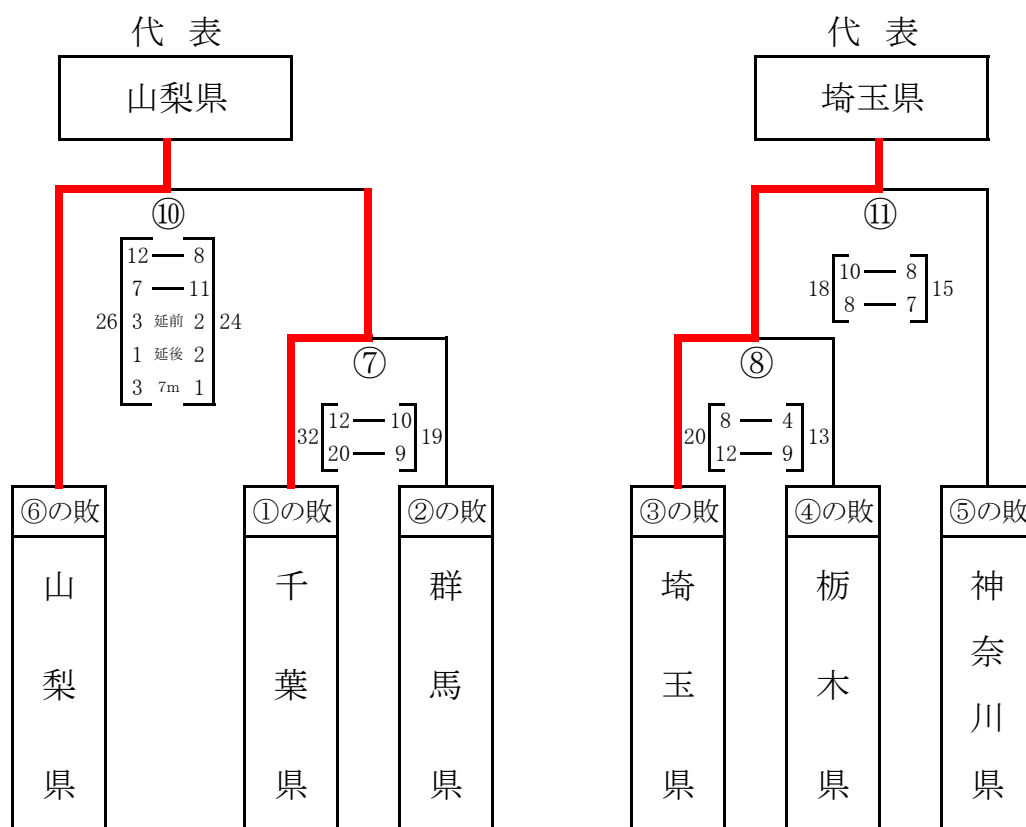 代 表
山梨県
⑩
12 8
7 11
26 3 延前 2 24
1 延後 2
3 7m 1
⑦
12 10
32 19
20 9
⑥の敗
①の敗
②の敗
山梨県
千葉県
群馬県
代 表
埼玉県
⑪
10 8
18 15
8 7
⑧
8 4
20 13
12 9
③の敗
④の敗
⑤の敗
埼玉県
栃木県
神奈川県